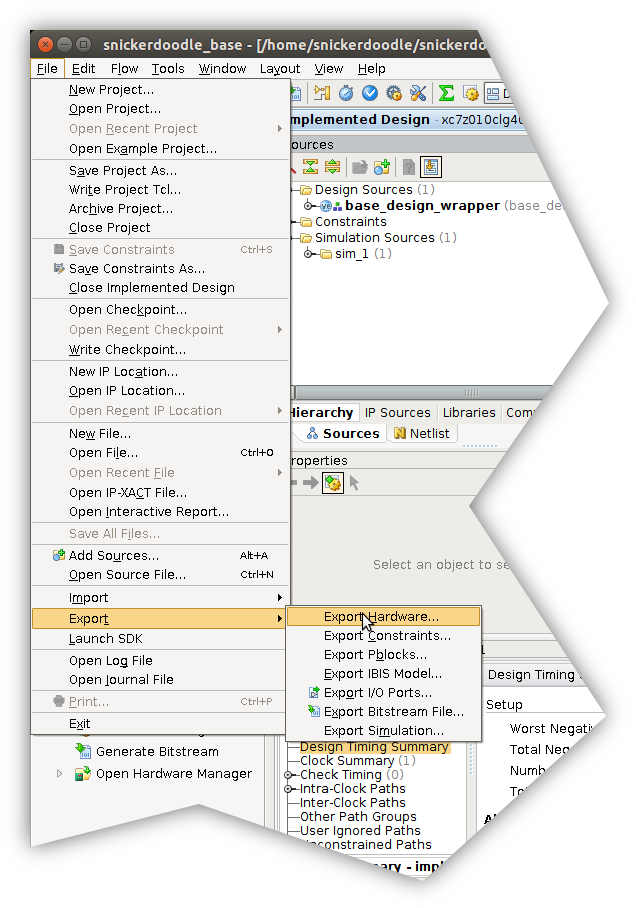 snickerdoodle_base - [/home/snickerdoodle/snickerdo
File Edit Flow Tools Window Layout View Help
New Project...
Open Project...
Open Recent Project
Open Example Project...
Save Project As...
Write Project Tcl...
Archive Project...
Close Project
Save Constraints Ctrl+S
Save Constraints As...
Close Implemented Design
Open Checkpoint...
Open Recent Checkpoint
Write Checkpoint...
New IP Location...
Open IP Location...
Open Recent IP Location
New File...
Open File... Ctrl+O
Open Recent File
Open IP-XACT File...
Open Interactive Report...
Save All Files...
Add Sources... Alt+A
Open Source File... Ctrl+N
Import
Export
Launch SDK
Open Log File
Open Journal File
Print... Ctrl+P
Exit
Export Hardware...
Export Constraints...
Export Pblocks...
Export IBIS Model...
Export I/O Ports...
Export Bitstream File...
Export Simulation...
Generate Bitstream
Open Hardware Manager
mplemented Design - xc7z010clg40
ources
Design Sources (1)
base_design_wrapper (base_de
Constraints
Simulation Sources (1)
sim_1 (1)
Hierarchy IP Sources Libraries Com
Sources Netlist
roperties
Select an object to se
Design Timing Summary
Clock Summary (1)
Check Timing (0)
Intra-Clock Paths
Inter-Clock Paths
Other Path Groups
User Ignored Paths
Unconstrained Paths
Design Timing S
Setup
Worst Negativ
Total Neg
Numb
To
mary - impl